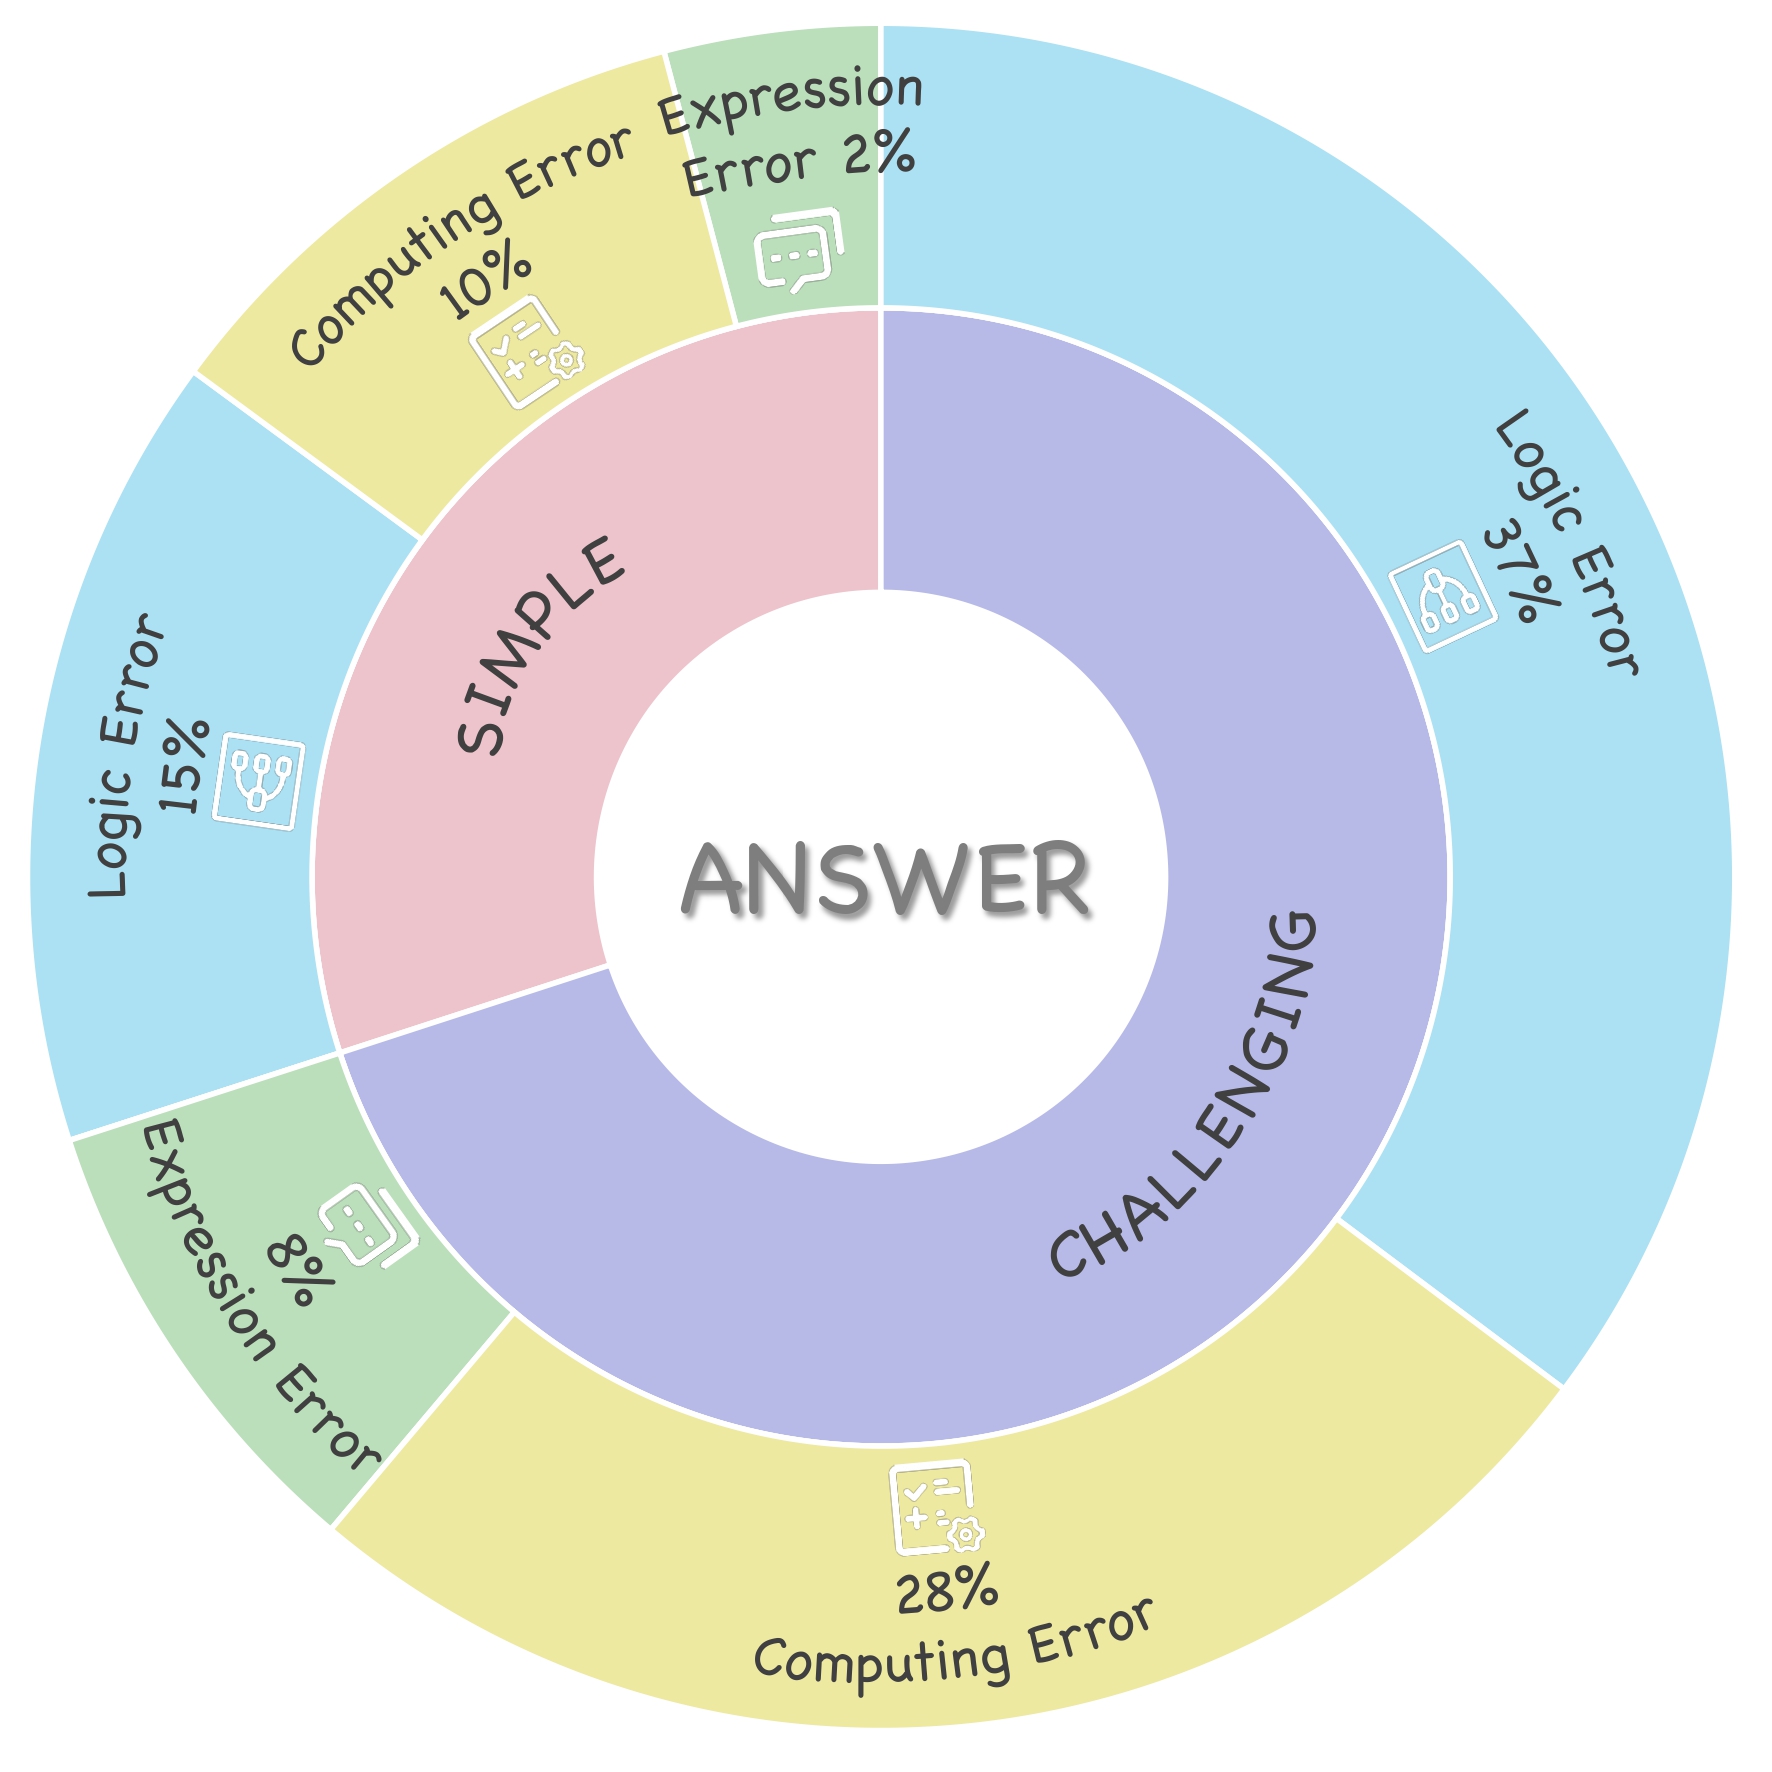 ANSWER
SIMPLE
CHALLENGING
Expression
Error 2%
Computing Error
10%
Logic Error
15%
Logic Error
37%
28%
Computing Error
8%
Expression Error